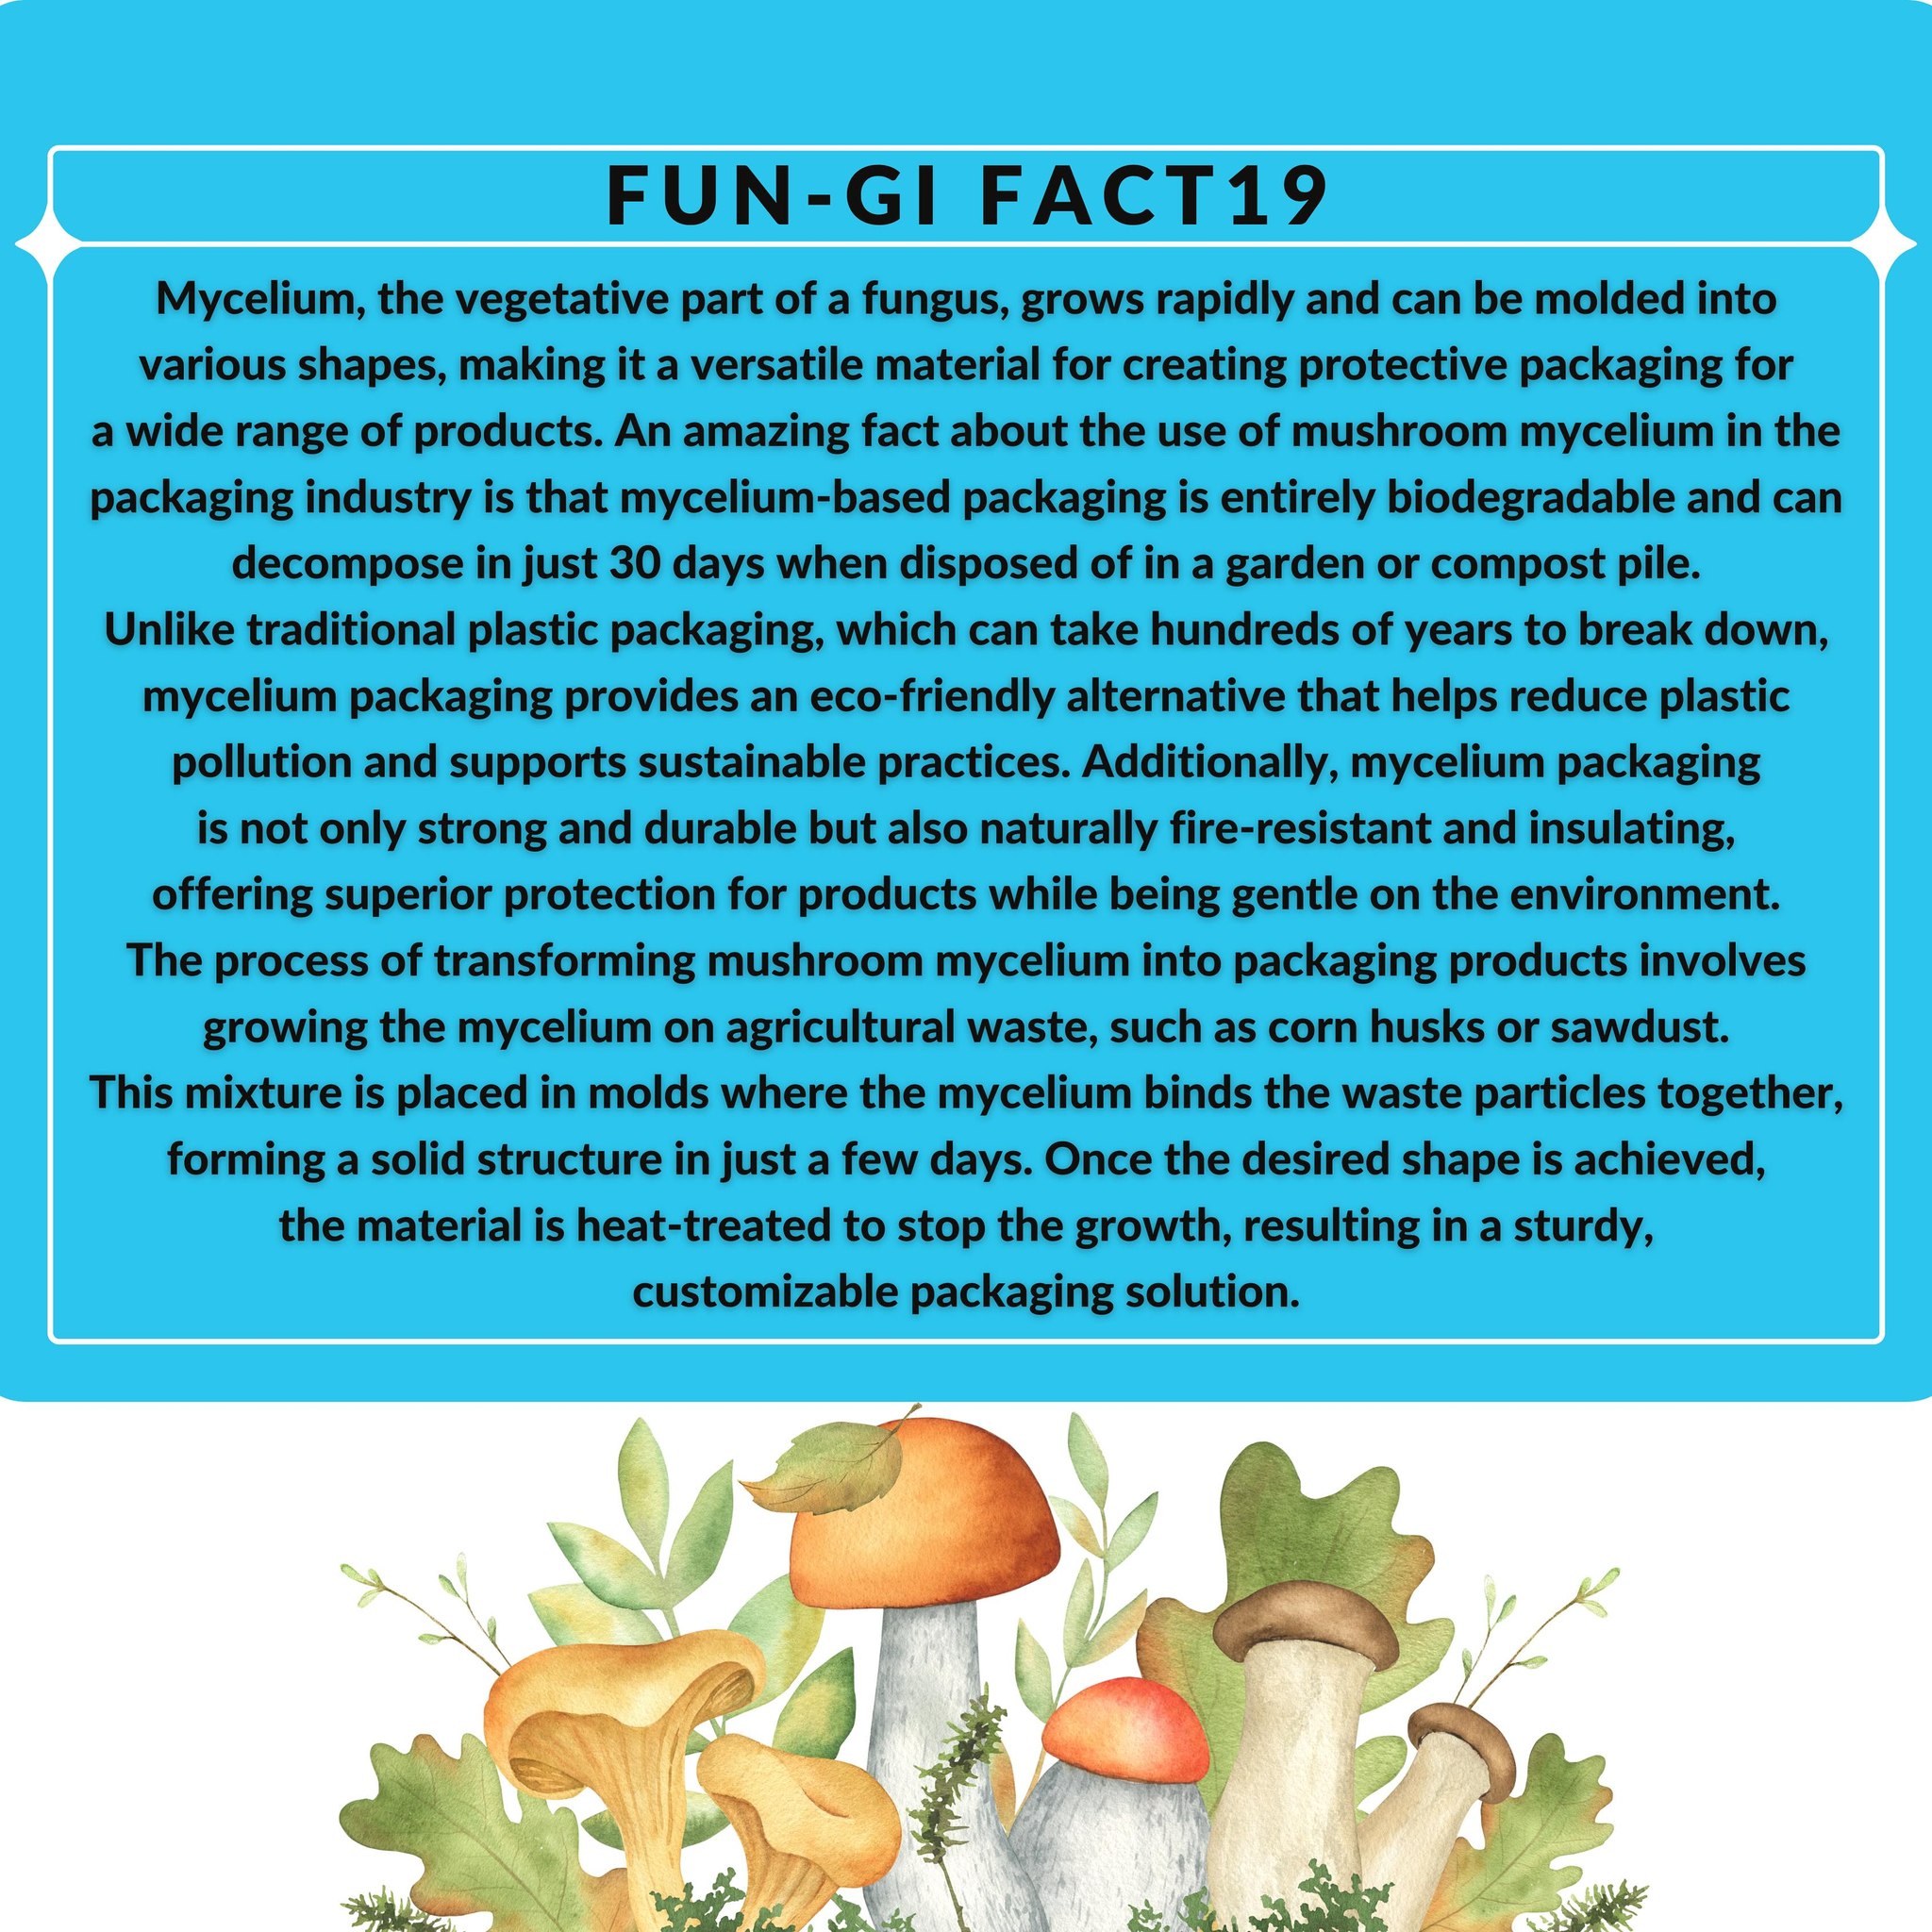 FUN-GI FACT19
Mycelium, the vegetative part of a fungus, grows rapidly and can be molded into
various shapes, making it a versatile material for creating protective packaging for
a wide range of products. An amazing fact about the use of mushroom mycelium in the
packaging industry is that mycelium-based packaging is entirely biodegradable and can
decompose in just 30 days when disposed of in a garden or compost pile.
Unlike traditional plastic packaging, which can take hundreds of years to break down,
mycelium packaging provides an eco-friendly alternative that helps reduce plastic
pollution and supports sustainable practices. Additionally, mycelium packaging
is not only strong and durable but also naturally fire-resistant and insulating,
offering superior protection for products while being gentle on the environment.
The process of transforming mushroom mycelium into packaging products involves
growing the mycelium on agricultural waste, such as corn husks or sawdust.
This mixture is placed in molds where the mycelium binds the waste particles together,
forming a solid structure in just a few days. Once the desired shape is achieved,
the material is heat-treated to stop the growth, resulting in a sturdy,
customizable packaging solution.